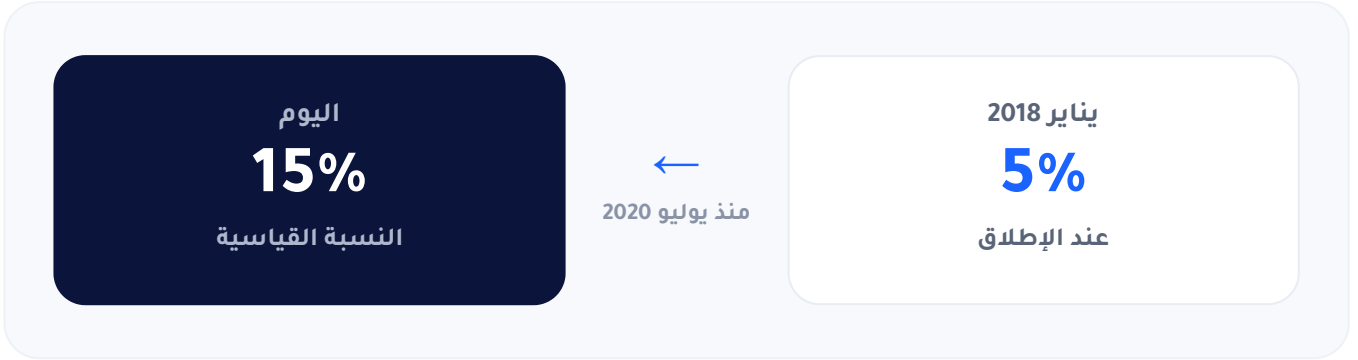 يناير 2018
5%
عند الإطلاق
←
منذ يوليو 2020
اليوم
15%
النسبة القياسية